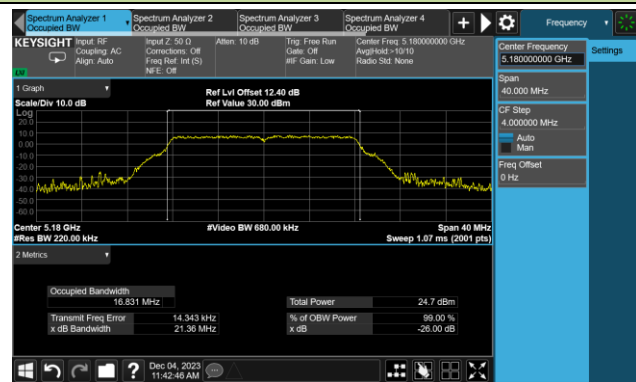 Spectrum Analyzer 1
Occupied BW
Spectrum Analyzer 2
Occupied BW
Spectrum Analyzer 3
Occupied BW
Spectrum Analyzer 4
Occupied BW
Frequency
KEYSIGHT
Input: RF
Coupling: AC
Align: Auto
Input Z: 50 Ω
Corrections: Off
Freq Ref: Int (S)
NFE: Off
Atten: 10 dB
Trig: Free Run
Gate: Off
#IF Gain: Low
Center Freq: 5.180000000 GHz
Avg|Hold:>10/10
Radio Std: None
LU
1 Graph
Scale/Div 10.0 dB
Ref Lvl Offset 12.40 dB
Ref Value 30.00 dBm
Log
20.0
10.0
0.00
-10.0
-20.0
-30.0
-40.0
-50.0
-60.0
Center 5.18 GHz
#Res BW 220.00 kHz
#Video BW 680.00 kHz
Span 40 MHz
Sweep 1.07 ms (2001 pts)
2 Metrics
Occupied Bandwidth
16.831 MHz
Transmit Freq Error 14.343 kHz
x dB Bandwidth 21.36 MHz
Total Power 24.7 dBm
% of OBW Power 99.00 %
x dB -26.00 dB
Center Frequency
5.180000000 GHz
Settings
Span
40.000 MHz
CF Step
4.000000 MHz
Auto
Man
Freq Offset
0 Hz
Dec 04, 2023
11:42:46 AM